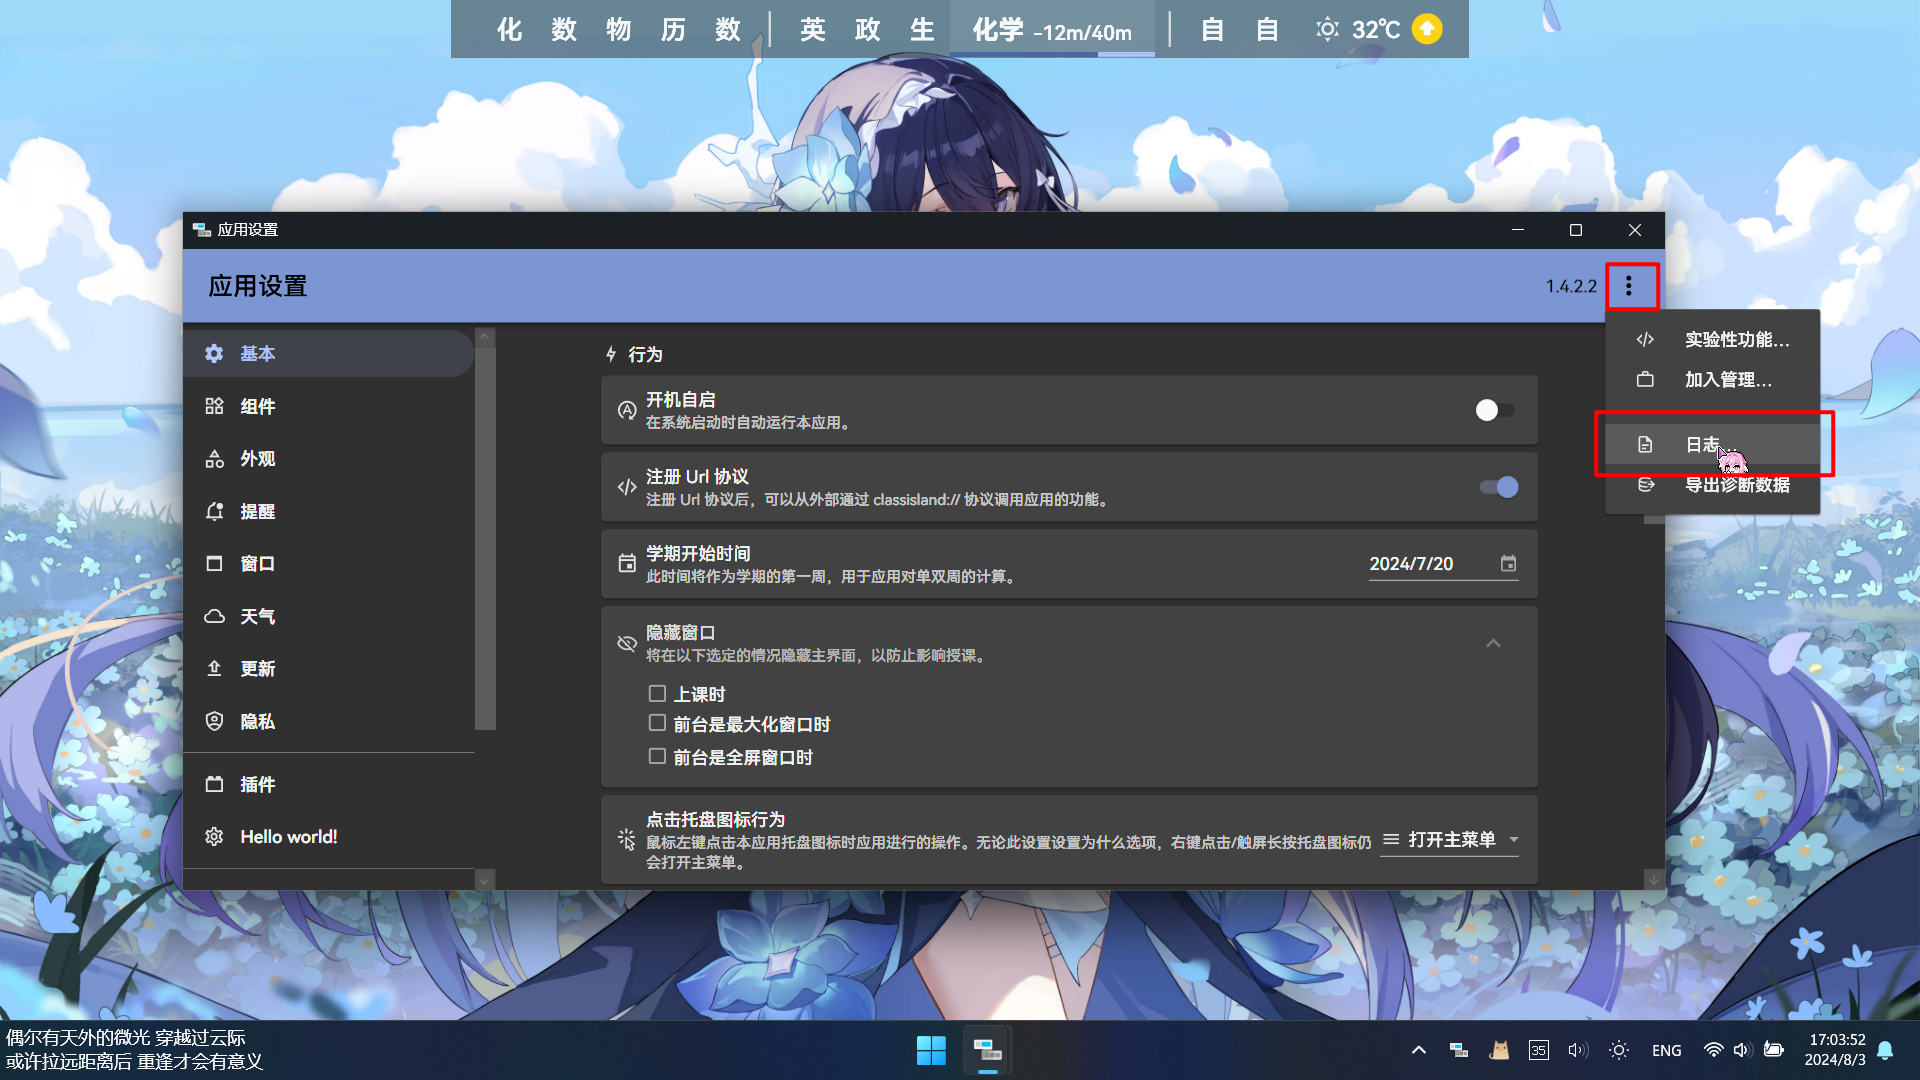 化 数 物 历 数 | 英 政 生 化学 -12m/40m | 自 自 32℃
应用设置
应用设置
1.4.2.2
实验性功能...
加入管理...
日志...
导出诊断数据
基本
组件
外观
提醒
窗口
天气
更新
隐私
插件
Hello world!
行为
开机自启
在系统启动时自动运行本应用。
注册 Url 协议
注册 Url 协议后，可以从外部通过 classisland:// 协议调用应用的功能。
学期开始时间
此时间将作为学期的第一周，用于应用对单双周的计算。
2024/7/20
隐藏窗口
将在以下选定的情况隐藏主界面，以防止影响授课。
上课时
前台是最大化窗口时
前台是全屏窗口时
点击托盘图标行为
鼠标左键点击本应用托盘图标时应用进行的操作。无论此设置设置为什么选项，右键点击/触屏长按托盘图标仍
会打开主菜单。
打开主菜单
偶尔有天外的微光 穿越过云际
或许拉远距离后 重逢才会有意义
35
ENG
17:03:52
2024/8/3